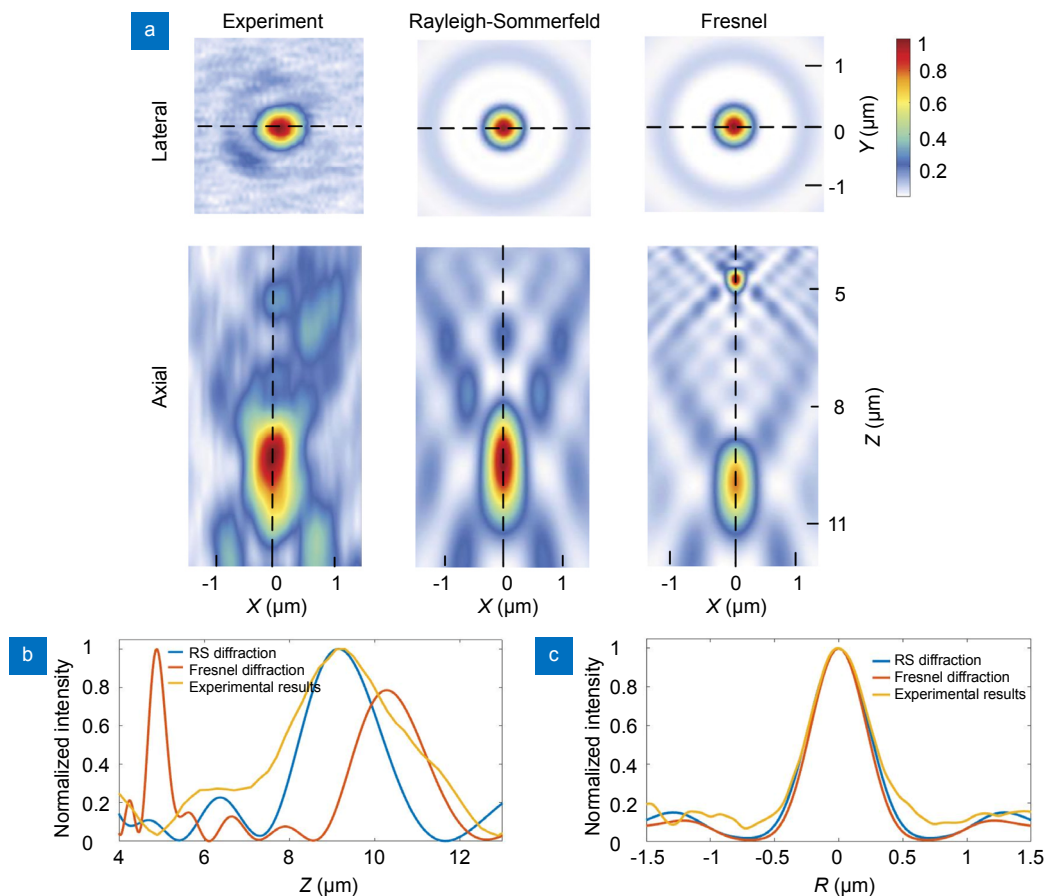 a
Experiment
Rayleigh-Sommerfeld
Fresnel
Lateral
1
0
-1
Y (μm)
1
0.8
0.6
0.4
0.2
Axial
5
8
11
Z (μm)
-1 0 1
X (μm)
-1 0 1
X (μm)
-1 0 1
X (μm)
b
Normalized intensity
1
0.8
0.6
0.4
0.2
0
RS diffraction
Fresnel diffraction
Experimental results
4 6 8 10 12
Z (μm)
c
Normalized intensity
1
0.8
0.6
0.4
0.2
0
RS diffraction
Fresnel diffraction
Experimental results
-1.5 -1 -0.5 0 0.5 1 1.5
R (μm)